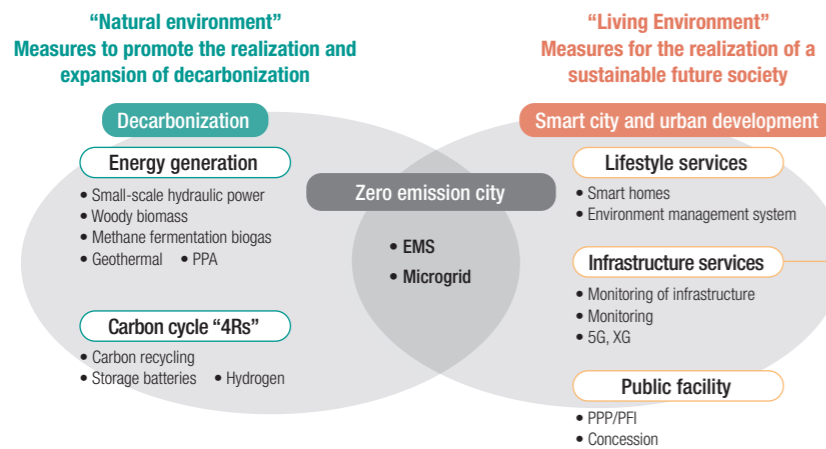 “Natural environment”
Measures to promote the realization and
expansion of decarbonization
Decarbonization
Energy generation
• Small-scale hydraulic power
• Woody biomass
• Methane fermentation biogas
• Geothermal • PPA
Carbon cycle “4Rs”
• Carbon recycling
• Storage batteries • Hydrogen
Zero emission city
• EMS
• Microgrid
“Living Environment”
Measures for the realization of a
sustainable future society
Smart city and urban development
Lifestyle services
• Smart homes
• Environment management system
Infrastructure services
• Monitoring of infrastructure
• Monitoring
• 5G, XG
Public facility
• PPP/PFI
• Concession